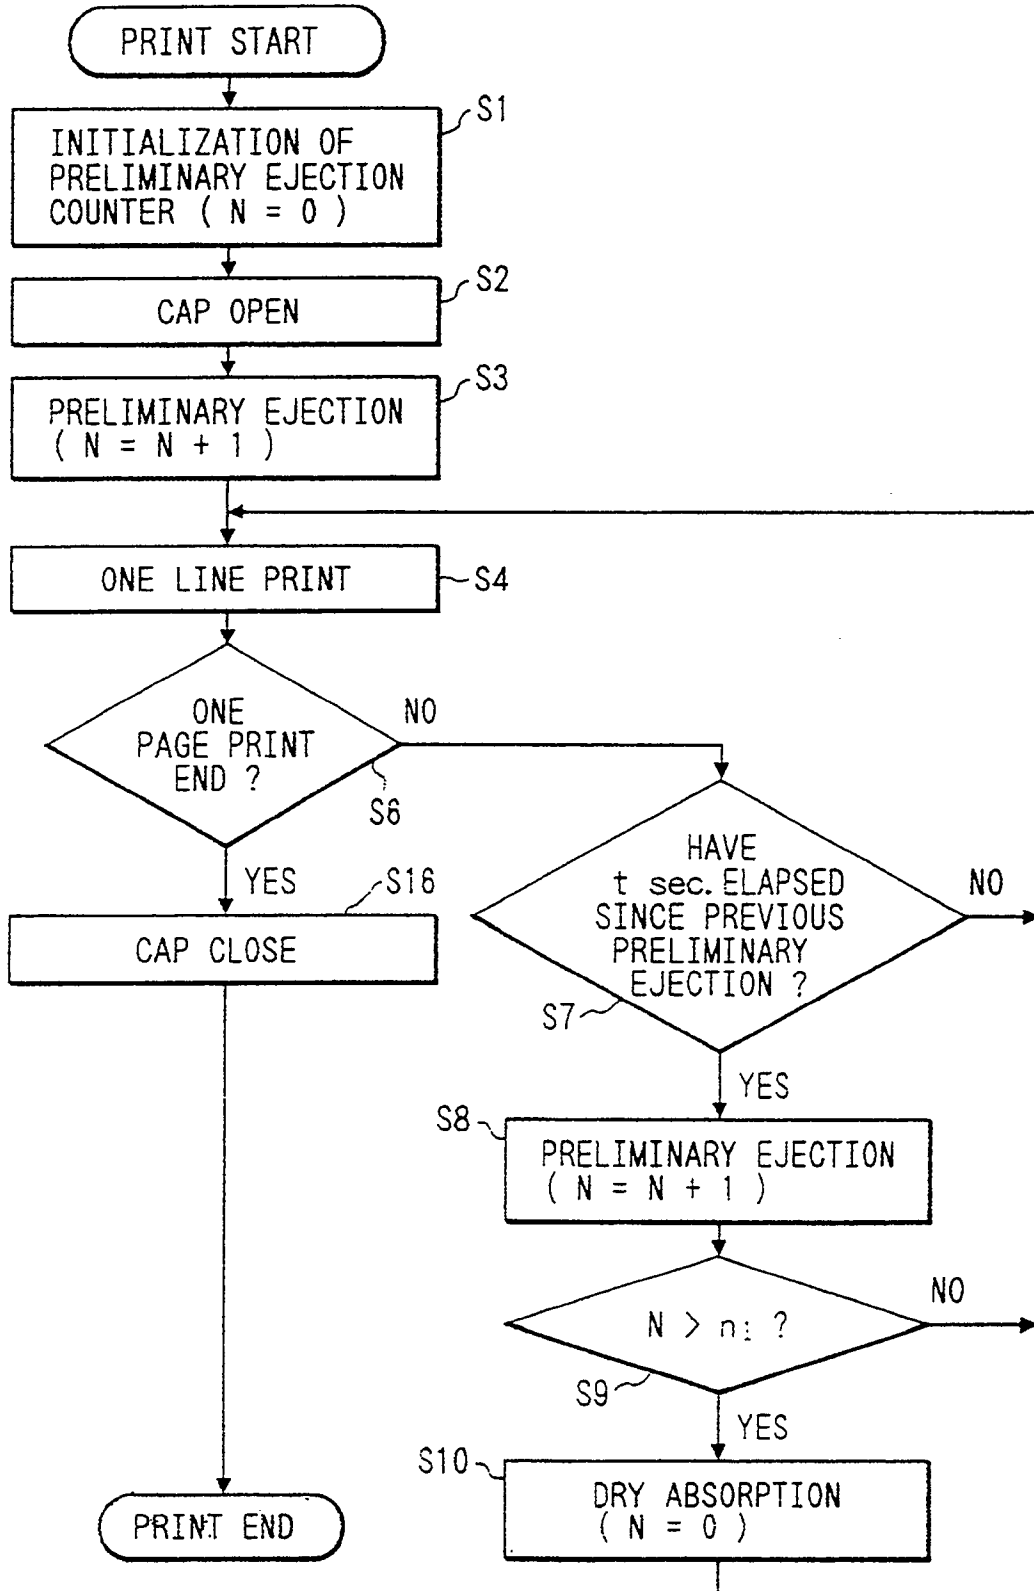 PRINT START
S1
INITIALIZATION OF
PRELIMINARY EJECTION
COUNTER ( N = 0 )
S2
CAP OPEN
S3
PRELIMINARY EJECTION
( N = N + 1 )
ONE LINE PRINT
S4
ONE
PAGE PRINT
END ?
NO
S6
YES
S16
CAP CLOSE
HAVE
t sec. ELAPSED
SINCE PREVIOUS
PRELIMINARY
EJECTION ?
NO
S7
YES
S8
PRELIMINARY EJECTION
( N = N + 1 )
N > ni ?
NO
S9
YES
S10
DRY ABSORPTION
( N = 0 )
PRINT END